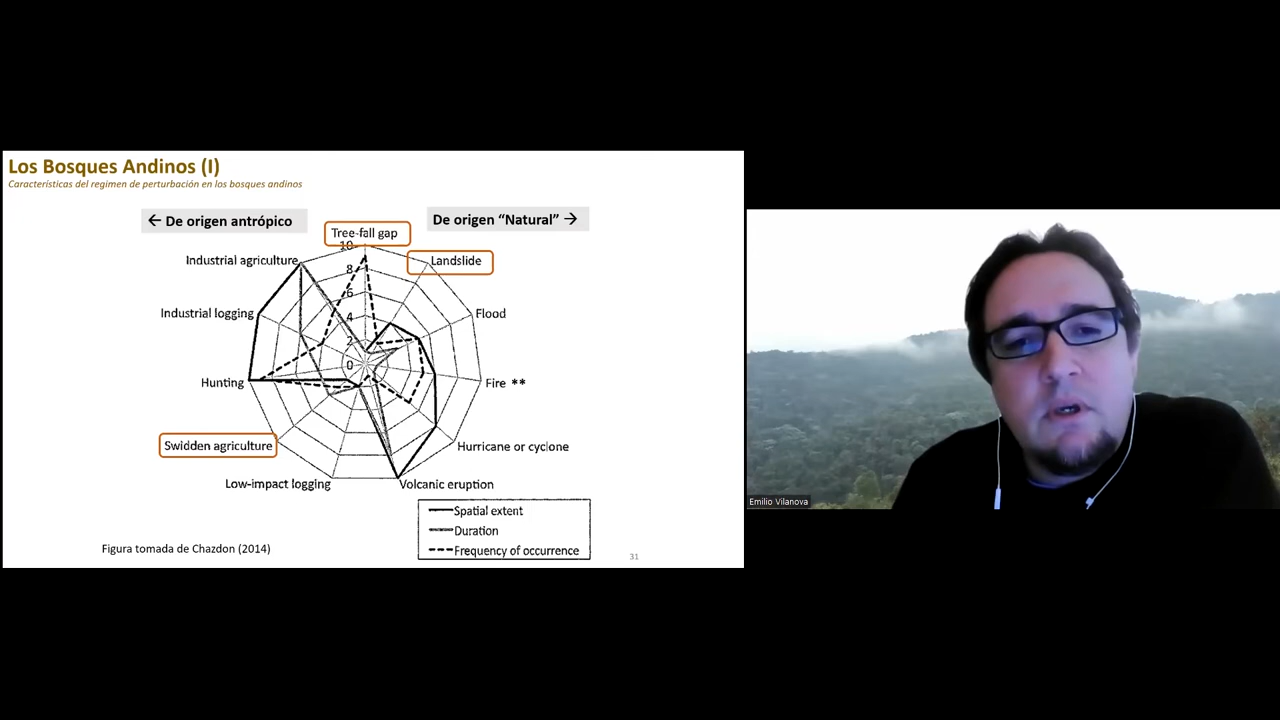 Los Bosques Andinos (I)
Características del regimen de perturbación en los bosques andinos
← De origen antrópico
De origen “Natural” →
Tree-fall gap
Industrial agriculture
Landslide
Industrial logging
Flood
Hunting
Fire **
Swidden agriculture
Hurricane or cyclone
Low-impact logging
Volcanic eruption
10
8
6
4
2
0
Spatial extent
Duration
Frequency of occurrence
Figura tomada de Chazdon (2014)
31
Emilio Vilanova